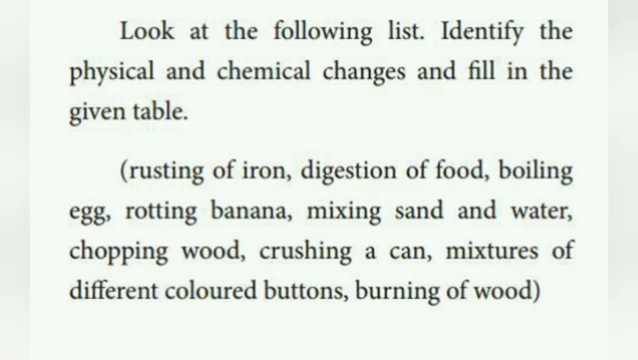 Look at the following list. Identify the
physical and chemical changes and fill in the
given table.
(rusting of iron, digestion of food, boiling
egg, rotting banana, mixing sand and water,
chopping wood, crushing a can, mixtures of
different coloured buttons, burning of wood)